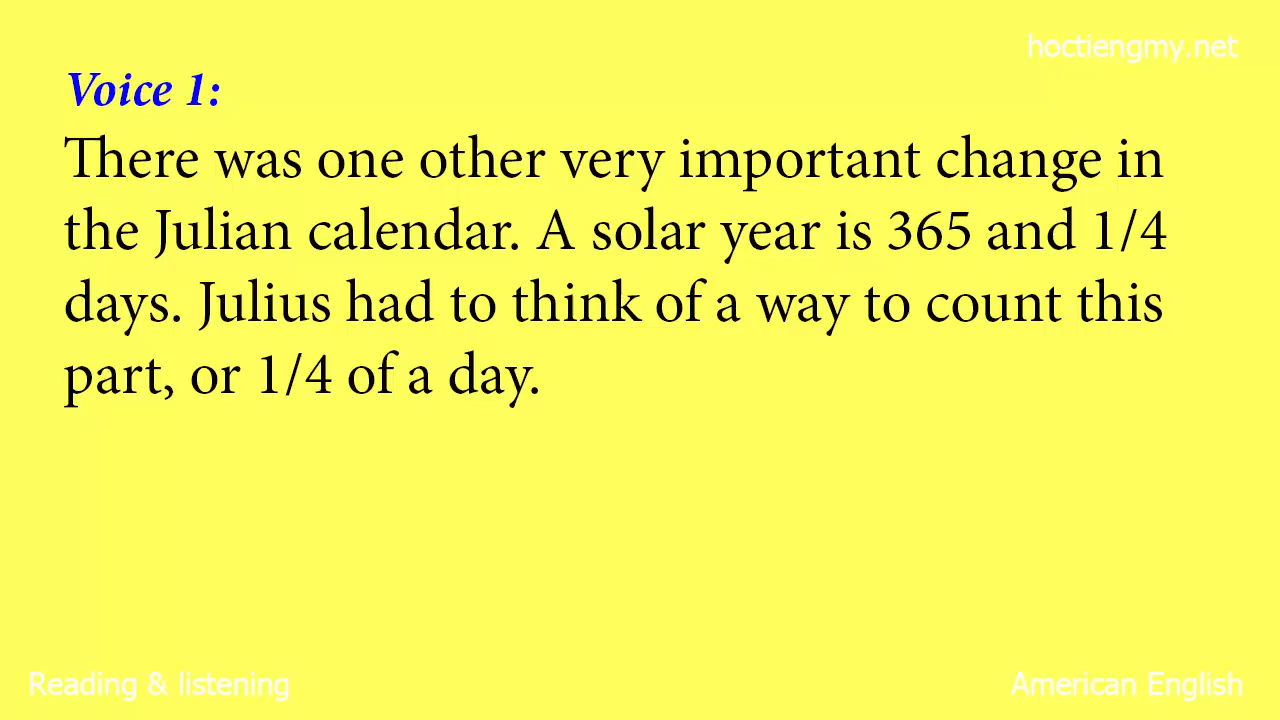 hoctiengmy.net
Voice 1:
There was one other very important change in
the Julian calendar. A solar year is 365 and 1/4
days. Julius had to think of a way to count this
part, or 1/4 of a day.
Reading & listening
American English